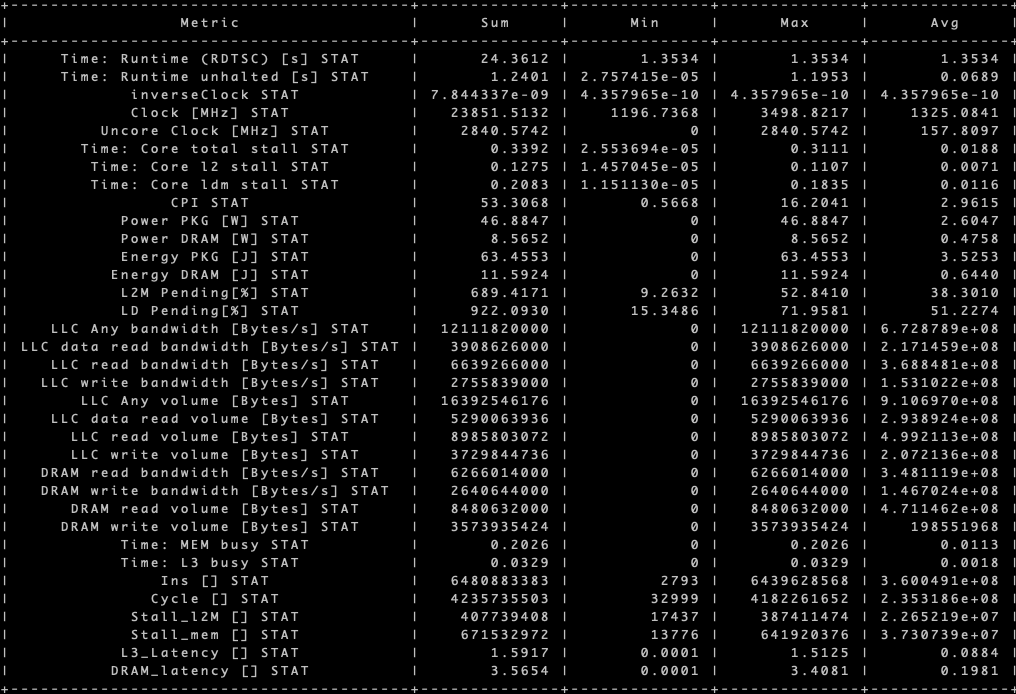 +-----------------------------------------+--------------+--------------+--------------+--------------+
| Metric | Sum | Min | Max | Avg |
+-----------------------------------------+--------------+--------------+--------------+--------------+
| Time: Runtime (RDTSC) [s] STAT | 24.3612 | 1.3534 | 1.3534 | 1.3534 |
| Time: Runtime unhalted [s] STAT | 1.2401 | 2.757415e-05 | 1.1953 | 0.0689 |
| inverseClock STAT | 7.844337e-09 | 4.357965e-10 | 4.357965e-10 | 4.357965e-10 |
| Clock [MHz] STAT | 23851.5132 | 1196.7368 | 3498.8217 | 1325.0841 |
| Uncore Clock [MHz] STAT | 2840.5742 | 0 | 2840.5742 | 157.8097 |
| Time: Core total stall STAT | 0.3392 | 2.553694e-05 | 0.3111 | 0.0188 |
| Time: Core l2 stall STAT | 0.1275 | 1.457045e-05 | 0.1107 | 0.0071 |
| Time: Core ldm stall STAT | 0.2083 | 1.151130e-05 | 0.1835 | 0.0116 |
| CPI STAT | 53.3068 | 0.5668 | 16.2041 | 2.9615 |
| Power PKG [W] STAT | 46.8847 | 0 | 46.8847 | 2.6047 |
| Power DRAM [W] STAT | 8.5652 | 0 | 8.5652 | 0.4758 |
| Energy PKG [J] STAT | 63.4553 | 0 | 63.4553 | 3.5253 |
| Energy DRAM [J] STAT | 11.5924 | 0 | 11.5924 | 0.6440 |
| L2M Pending[%] STAT | 689.4171 | 9.2632 | 52.8410 | 38.3010 |
| LD Pending[%] STAT | 922.0930 | 15.3486 | 71.9581 | 51.2274 |
| LLC Any bandwidth [Bytes/s] STAT | 12111820000 | 0 | 12111820000 | 6.728789e+08 |
| LLC data read bandwidth [Bytes/s] STAT | 3908626000 | 0 | 3908626000 | 2.171459e+08 |
| LLC read bandwidth [Bytes/s] STAT | 6639266000 | 0 | 6639266000 | 3.688481e+08 |
| LLC write bandwidth [Bytes/s] STAT | 2755839000 | 0 | 2755839000 | 1.531022e+08 |
| LLC Any volume [Bytes] STAT | 16392546176 | 0 | 16392546176 | 9.106970e+08 |
| LLC data read volume [Bytes] STAT | 5290063936 | 0 | 5290063936 | 2.938924e+08 |
| LLC read volume [Bytes] STAT | 8985803072 | 0 | 8985803072 | 4.992113e+08 |
| LLC write volume [Bytes] STAT | 3729844736 | 0 | 3729844736 | 2.072136e+08 |
| DRAM read bandwidth [Bytes/s] STAT | 6266014000 | 0 | 6266014000 | 3.481119e+08 |
| DRAM write bandwidth [Bytes/s] STAT | 2640644000 | 0 | 2640644000 | 1.467024e+08 |
| DRAM read volume [Bytes] STAT | 8480632000 | 0 | 8480632000 | 4.711462e+08 |
| DRAM write volume [Bytes] STAT | 3573935424 | 0 | 3573935424 | 198551968 |
| Time: MEM busy STAT | 0.2026 | 0 | 0.2026 | 0.0113 |
| Time: L3 busy STAT | 0.0329 | 0 | 0.0329 | 0.0018 |
| Ins [] STAT | 6480883383 | 2793 | 6439628568 | 3.600491e+08 |
| Cycle [] STAT | 4235735503 | 32999 | 4182261652 | 2.353186e+08 |
| Stall_l2M [] STAT | 407739408 | 17437 | 387411474 | 2.265219e+07 |
| Stall_mem [] STAT | 671532972 | 13776 | 641920376 | 3.730739e+07 |
| L3_Latency [] STAT | 1.5917 | 0.0001 | 1.5125 | 0.0884 |
| DRAM_latency [] STAT | 3.5654 | 0.0001 | 3.4081 | 0.1981 |
+-----------------------------------------+--------------+--------------+--------------+--------------+